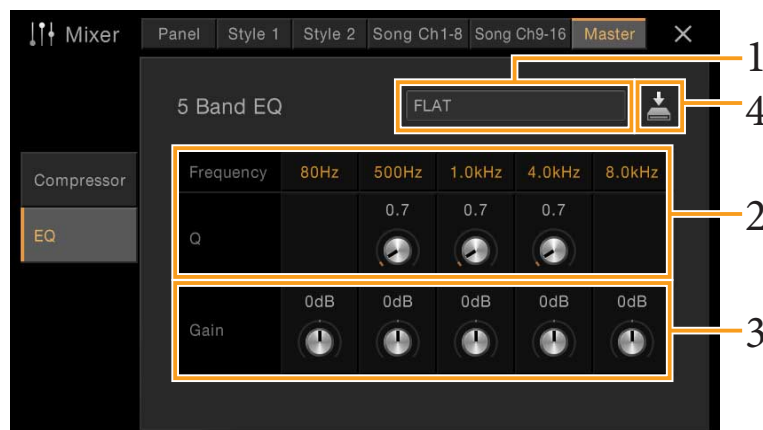 Mixer Panel Style 1 Style 2 Song Ch1-8 Song Ch9-16 Master
1
5 Band EQ FLAT
4
Compressor
Frequency 80Hz 500Hz 1.0kHz 4.0kHz 8.0kHz
EQ
Q 0.7 0.7 0.7
2
Gain 0dB 0dB 0dB 0dB 0dB
3